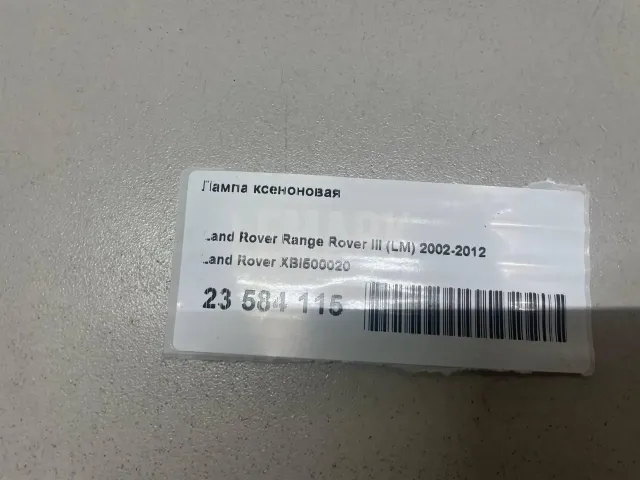 Лампа ксеноновая
Land Rover Range Rover III (LM) 2002-2012
Land Rover XBI500020
23 584 115